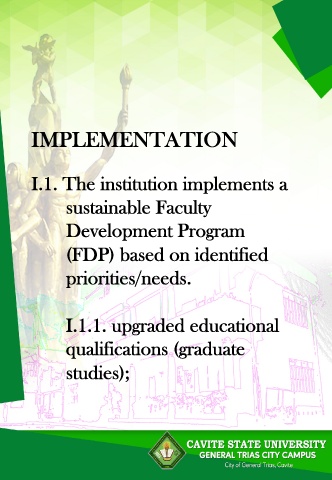 IMPLEMENTATION
I.1. The institution implements a
sustainable Faculty
Development Program
(FDP) based on identified
priorities/needs.
I.1.1. upgraded educational
qualifications (graduate
studies);
CAVITE STATE UNIVERSITY
GENERAL TRIAS CITY CAMPUS
City of General Trias, Cavite